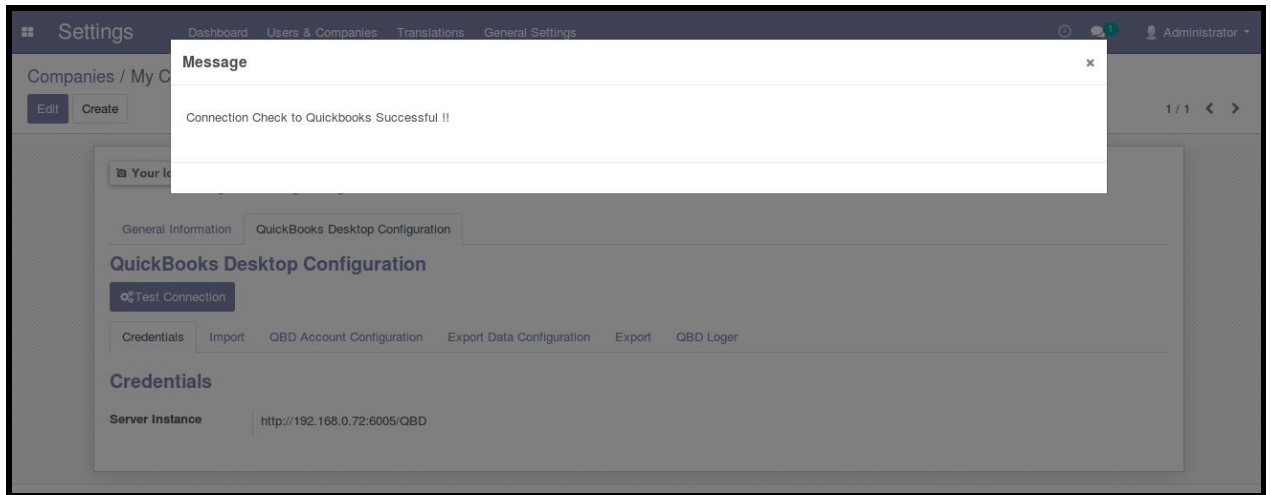 Settings Dashboard Users & Companies Translations General Settings 1 Administrator
Message ×
Companies / My C
Edit Create 1 / 1
Connection Check to Quickbooks Successful !!
Your lo
General Information QuickBooks Desktop Configuration
QuickBooks Desktop Configuration
Test Connection
Credentials Import QBD Account Configuration Export Data Configuration Export QBD Loger
Credentials
Server Instance http://192.168.0.72:6005/QBD